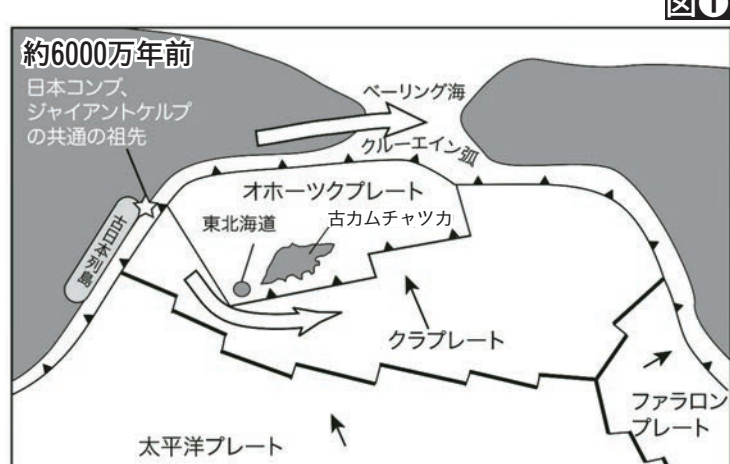 図❶
約6000万年前
日本コンブ、
ジャイアントケルプ
の共通の祖先
ベーリング海
クルーエイン弧
オホーツクプレート
東北海道
古カムチャツカ
古日本列島
クラプレート
ファラロン
プレート
太平洋プレート